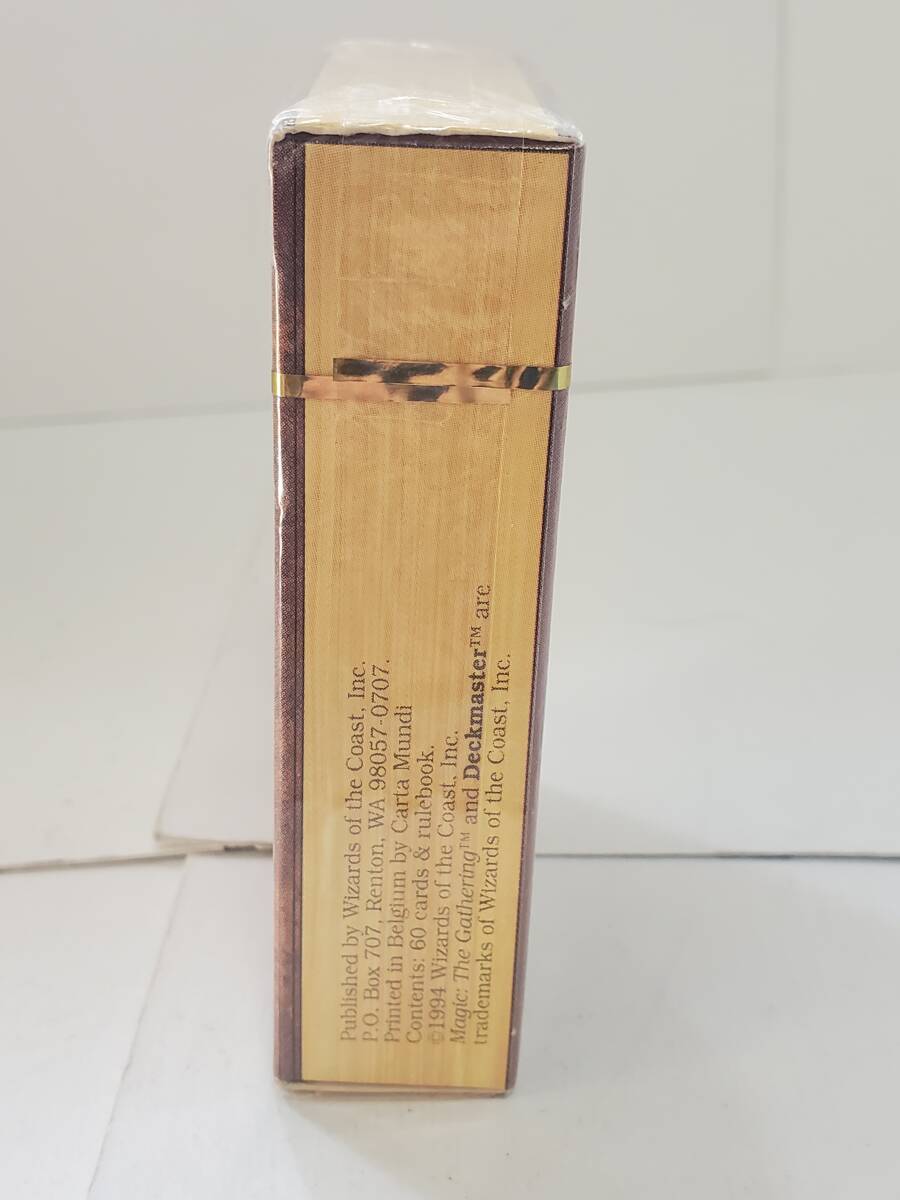 Published by Wizards of the Coast, Inc.
P.O. Box 707, Renton, WA 98057-0707.
Printed in Belgium by Carta Mundi
Contents: 60 cards & rulebook.
©1994 Wizards of the Coast, Inc.
Magic: The Gathering™ and Deckmaster™ are
trademarks of Wizards of the Coast, Inc.